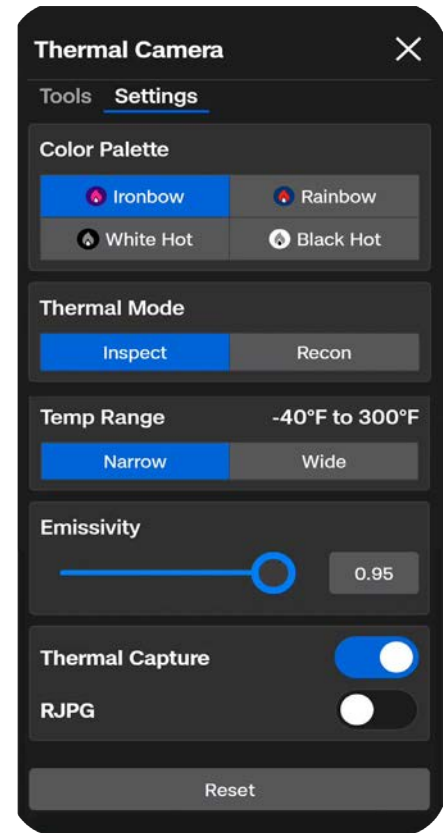 Thermal Camera
Tools Settings
Color Palette
Ironbow Rainbow
White Hot Black Hot
Thermal Mode
Inspect Recon
Temp Range -40°F to 300°F
Narrow Wide
Emissivity
0.95
Thermal Capture
RJPG
Reset